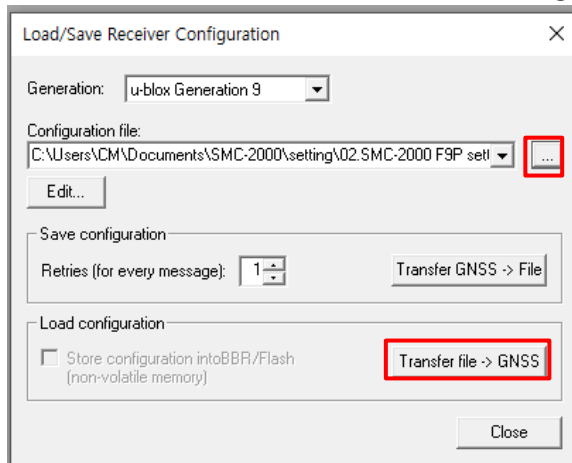 Load/Save Receiver Configuration
Generation: u-blox Generation 9
Configuration file:
C:\Users\CM\Documents\SMC-2000\setting\02.SMC-2000 F9P sett ...
Edit...
Save configuration
Retries (for every message): 1 Transfer GNSS -> File
Load configuration
Store configuration intoBBR/Flash
(non-volatile memory)
Transfer file -> GNSS
Close